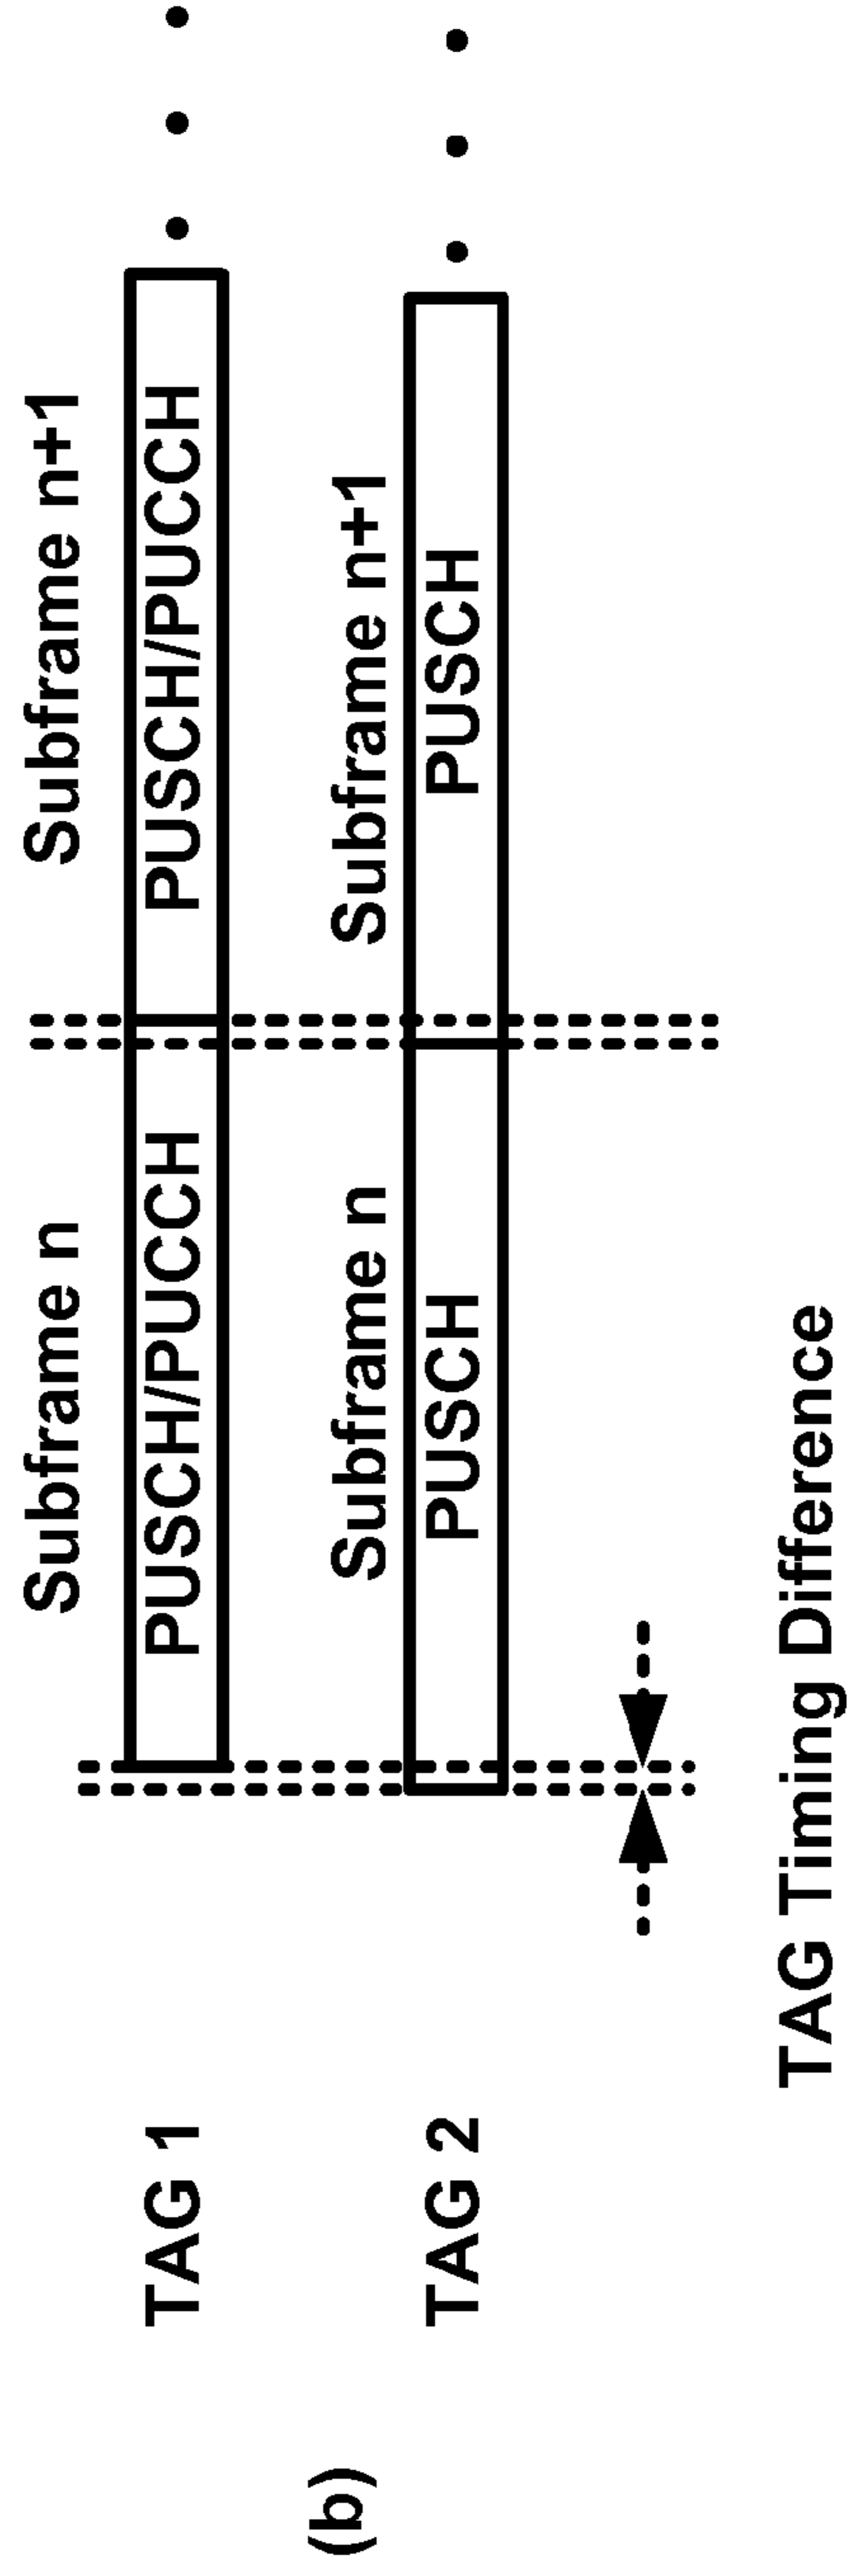 Subframe n
Subframe n+1
TAG 1
PUSCH/PUCCH
PUSCH/PUCCH
(b)
Subframe n
Subframe n+1
TAG 2
PUSCH
PUSCH
TAG Timing Difference